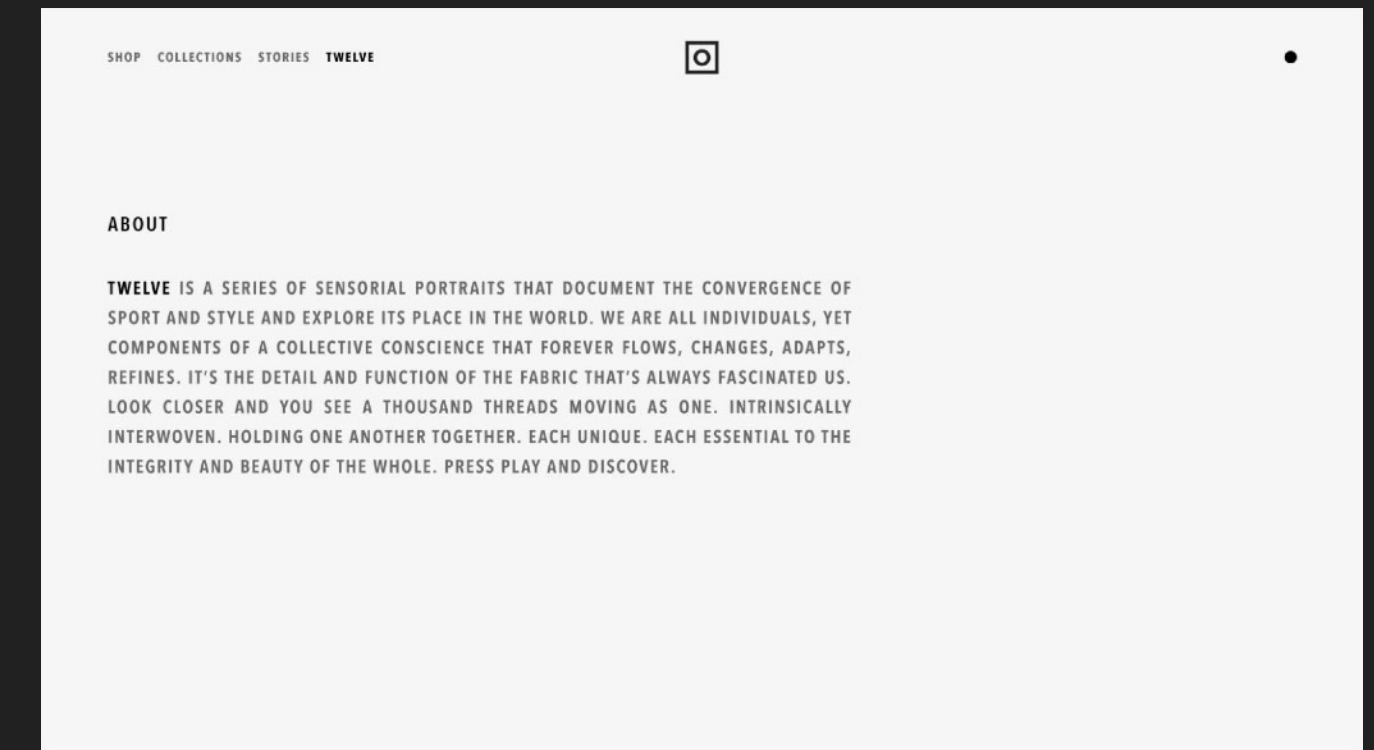 SHOP COLLECTIONS STORIES TWELVE
ABOUT
TWELVE IS A SERIES OF SENSORIAL PORTRAITS THAT DOCUMENT THE CONVERGENCE OF
SPORT AND STYLE AND EXPLORE ITS PLACE IN THE WORLD. WE ARE ALL INDIVIDUALS, YET
COMPONENTS OF A COLLECTIVE CONSCIENCE THAT FOREVER FLOWS, CHANGES, ADAPTS,
REFINES. IT'S THE DETAIL AND FUNCTION OF THE FABRIC THAT'S ALWAYS FASCINATED US.
LOOK CLOSER AND YOU SEE A THOUSAND THREADS MOVING AS ONE. INTRINSICALLY
INTERWOVEN. HOLDING ONE ANOTHER TOGETHER. EACH UNIQUE. EACH ESSENTIAL TO THE
INTEGRITY AND BEAUTY OF THE WHOLE. PRESS PLAY AND DISCOVER.